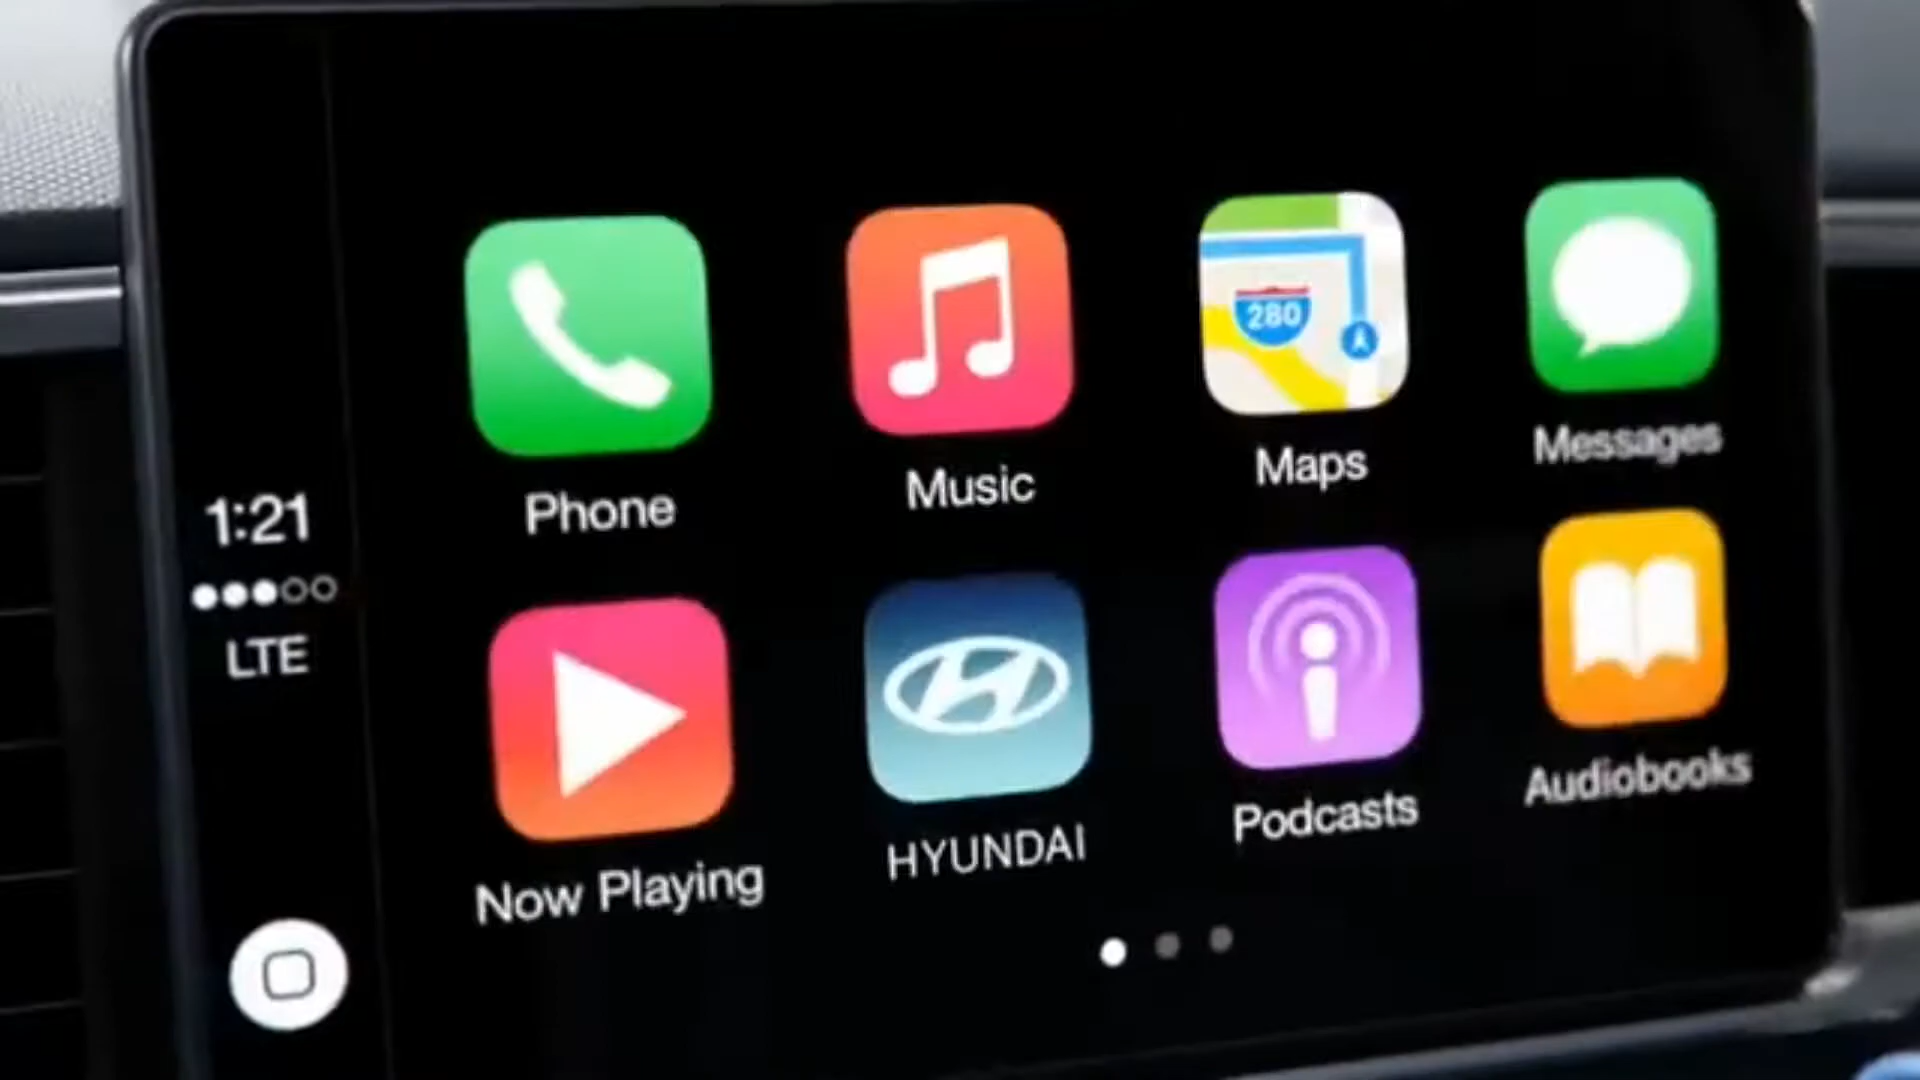 1:21
LTE
Phone
Music
280
Maps
Messages
Now Playing
HYUNDAI
Podcasts
Audiobooks